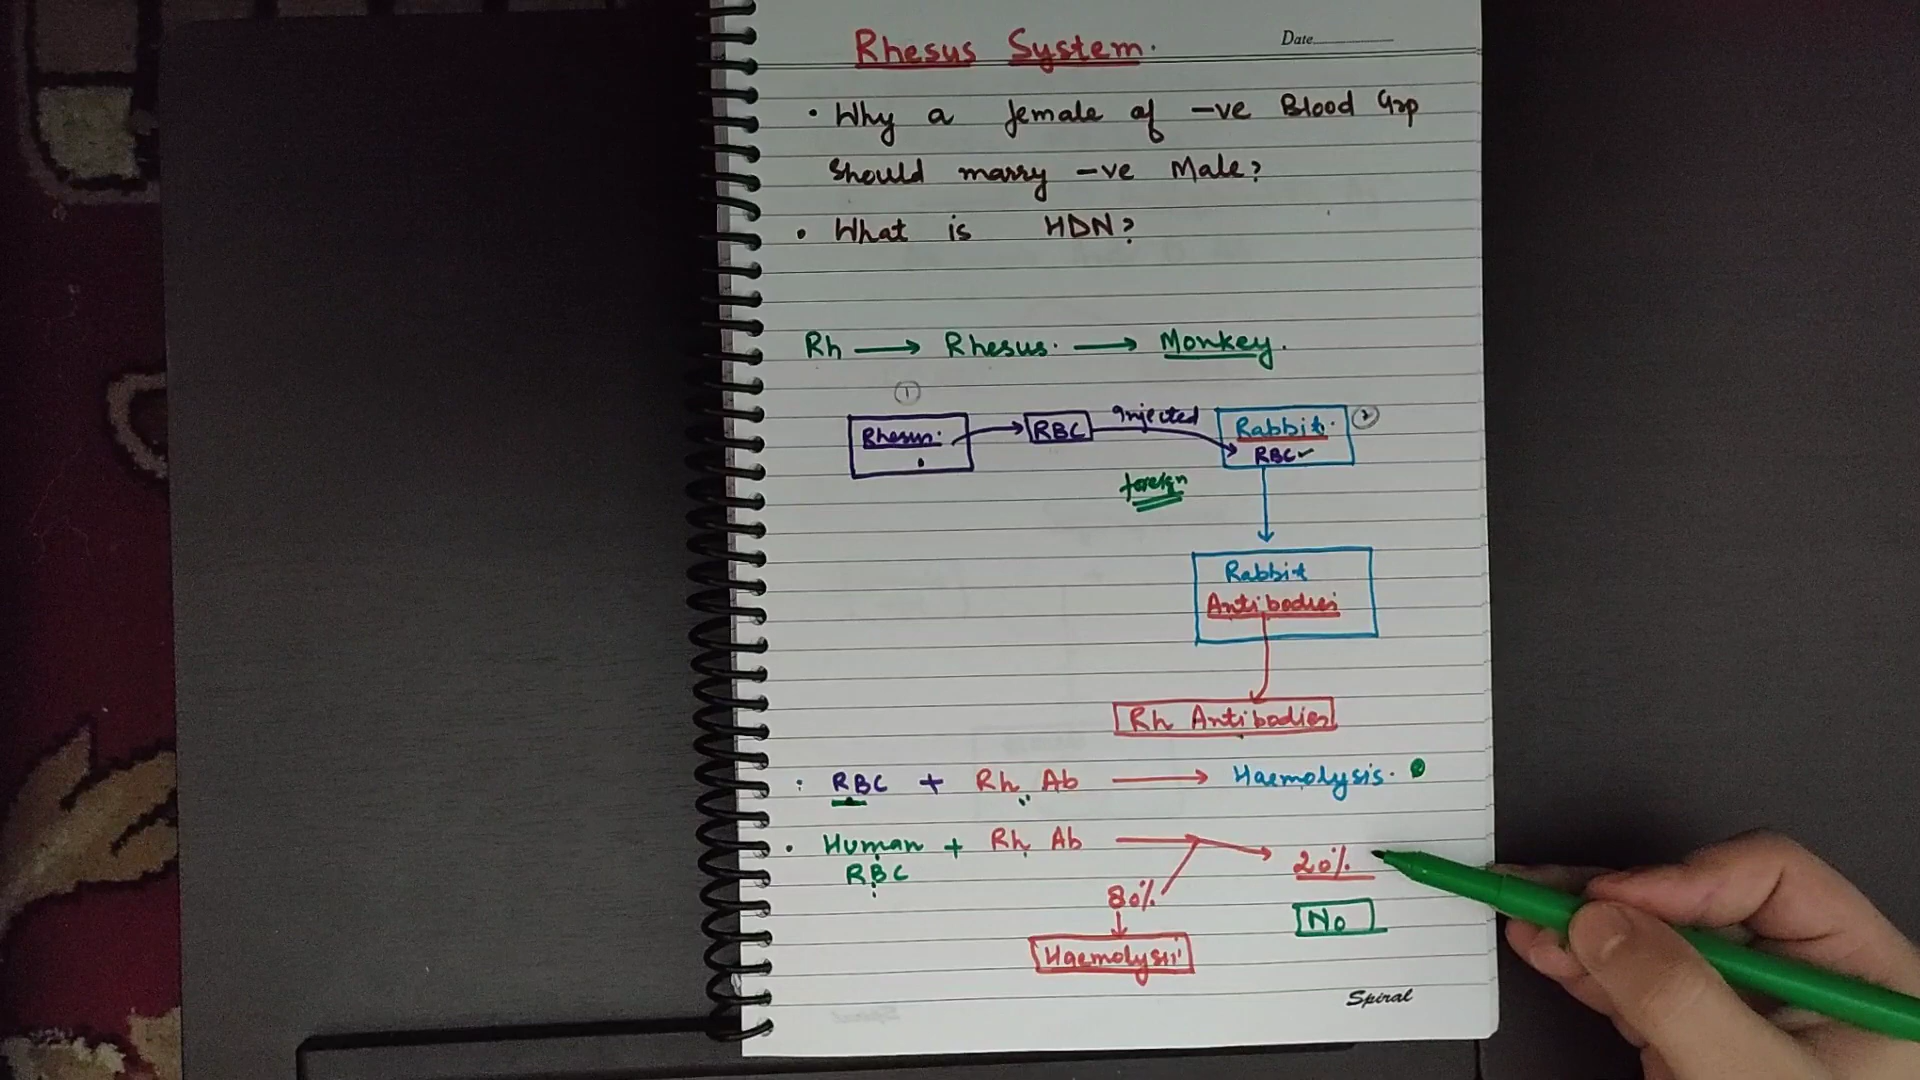 Rhesus System.
Date
• Why a female of -ve Blood Grp
should marry -ve Male?
• What is HDN?
Rh → Rhesus. → Monkey.
1
Rhesus. → RBC injected Rabbit. 2
RBC ✓
foreign
Rabbit
Antibodies
Rh Antibodies
: RBC + Rh Ab → Haemolysis.
• Human + Rh Ab → 20%
RBC
80%
No
Haemolysis
Spiral